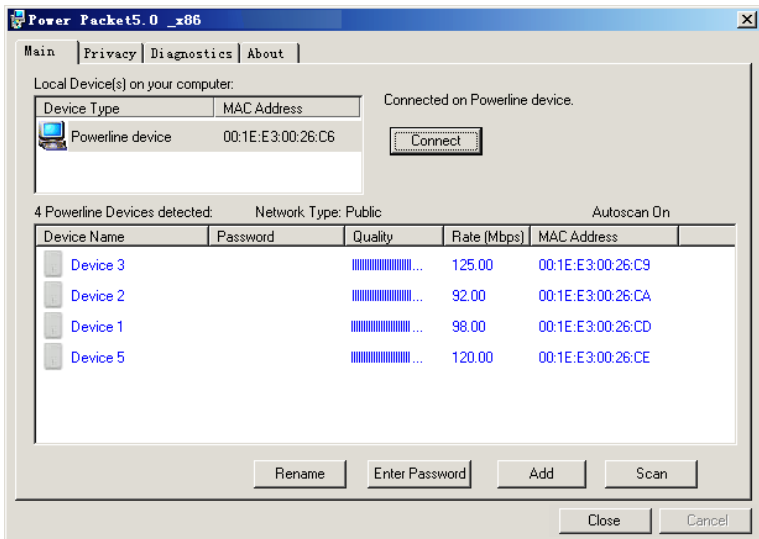 Power Packet5.0 _x86
Main Privacy Diagnostics About
Local Device(s) on your computer:
Device Type MAC Address
Powerline device 00:1E:E3:00:26:C6
Connected on Powerline device.
Connect
4 Powerline Devices detected: Network Type: Public Autoscan On
Device Name Password Quality Rate (Mbps) MAC Address
Device 3 ... 125.00 00:1E:E3:00:26:C9
Device 2 ... 92.00 00:1E:E3:00:26:CA
Device 1 ... 98.00 00:1E:E3:00:26:CD
Device 5 ... 120.00 00:1E:E3:00:26:CE
Rename Enter Password Add Scan
Close Cancel